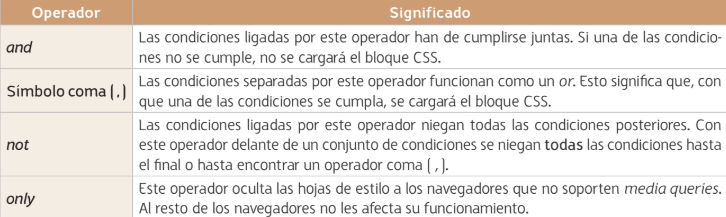 Operador Significado
and
Las condiciones ligadas por este operador han de cumplirse juntas. Si una de las condicio-
nes no se cumple, no se cargará el bloque CSS.
Simbolo coma ( , )
Las condiciones separadas por este operador funcionan como un or. Esto significa que, con
que una de las condiciones se cumpla, se cargará el bloque CSS.
not
Las condiciones ligadas por este operador niegan todas las condiciones posteriores. Con
este operador delante de un conjunto de condiciones se niegan todas las condiciones hasta
el final o hasta encontrar un operador coma ( , ).
only
Este operador oculta las hojas de estilo a los navegadores que no soporten media queries.
Al resto de los navegadores no les afecta su funcionamiento.